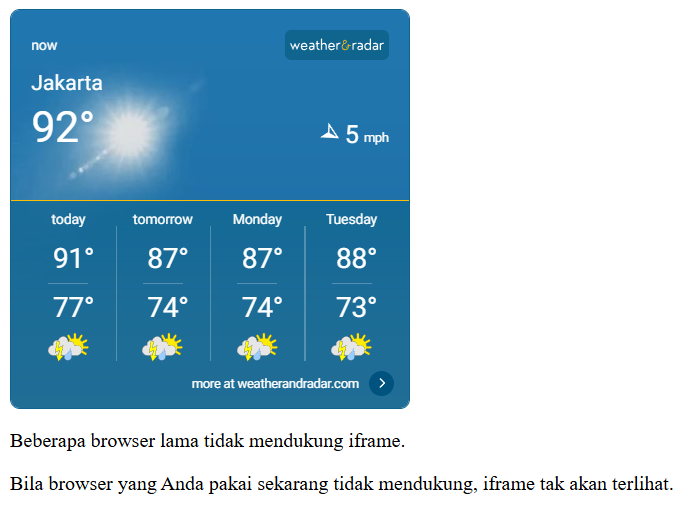 now weather&radar
Jakarta
92°
5 mph
today tomorrow Monday Tuesday
91° 87° 87° 88°
77° 74° 74° 73°
more at weatherandradar.com
Beberapa browser lama tidak mendukung iframe.
Bila browser yang Anda pakai sekarang tidak mendukung, iframe tak akan terlihat.